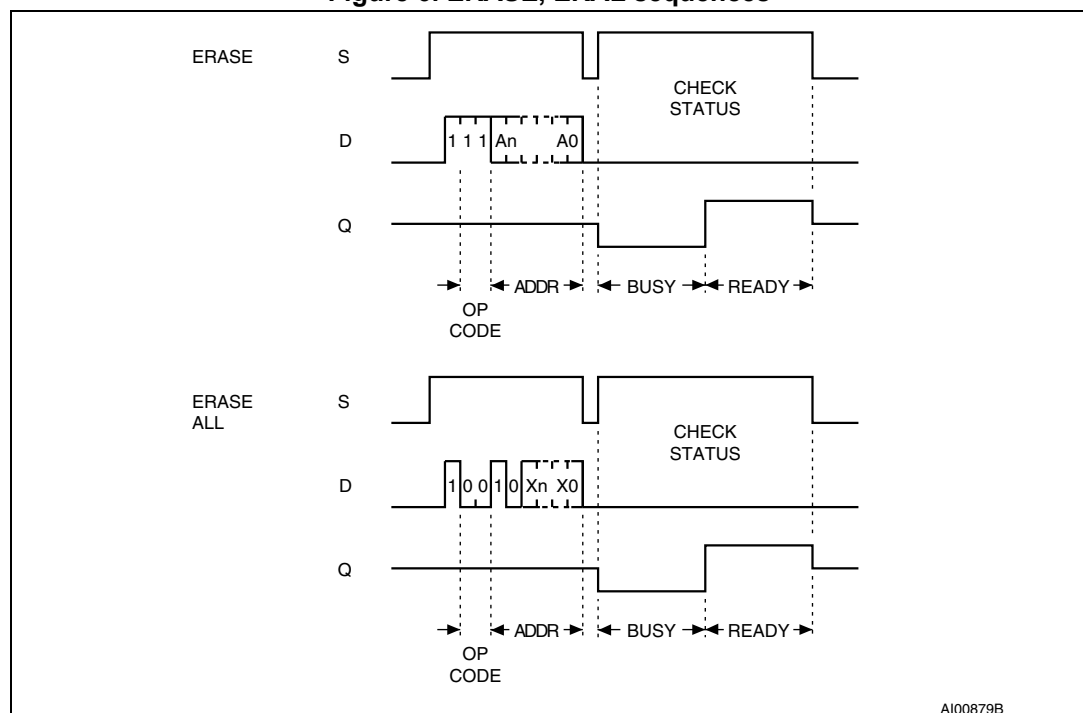 Figure ERASE, ERAL sequences
ERASE S
CHECK
STATUS
D 1 1 1 An A0
Q
ADDR BUSY READY
OP
CODE
ERASE
ALL
S
CHECK
STATUS
D 1 0 0 1 0 Xn X0
Q
ADDR BUSY READY
OP
CODE
AI00879B